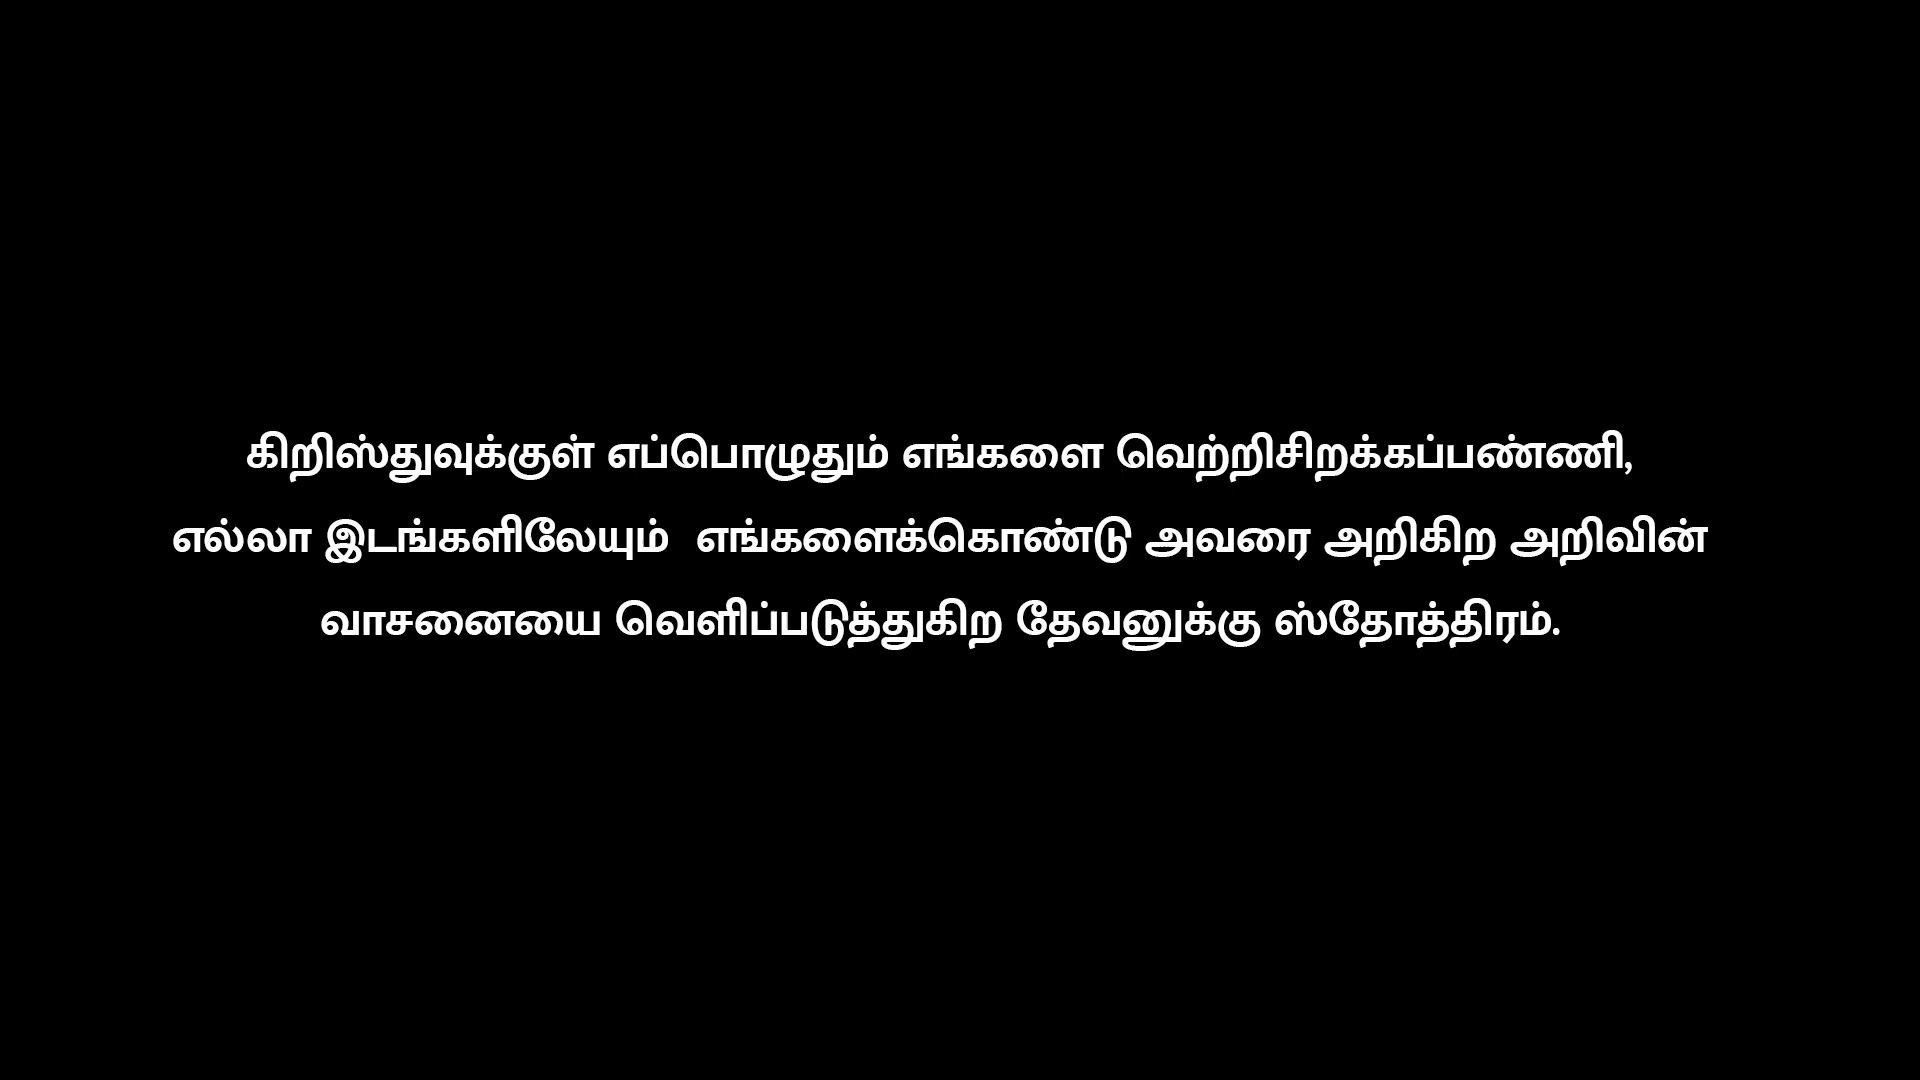 கிறிஸ்துவுக்குள் எப்பொழுதும் எங்களை வெற்றிசிறக்கப்பண்ணி,
எல்லா இடங்களிலேயும்  எங்களைக்கொண்டு அவரை அறிகிற அறிவின்
வாசனையை வெளிப்படுத்துகிற தேவனுக்கு ஸ்தோத்திரம்.